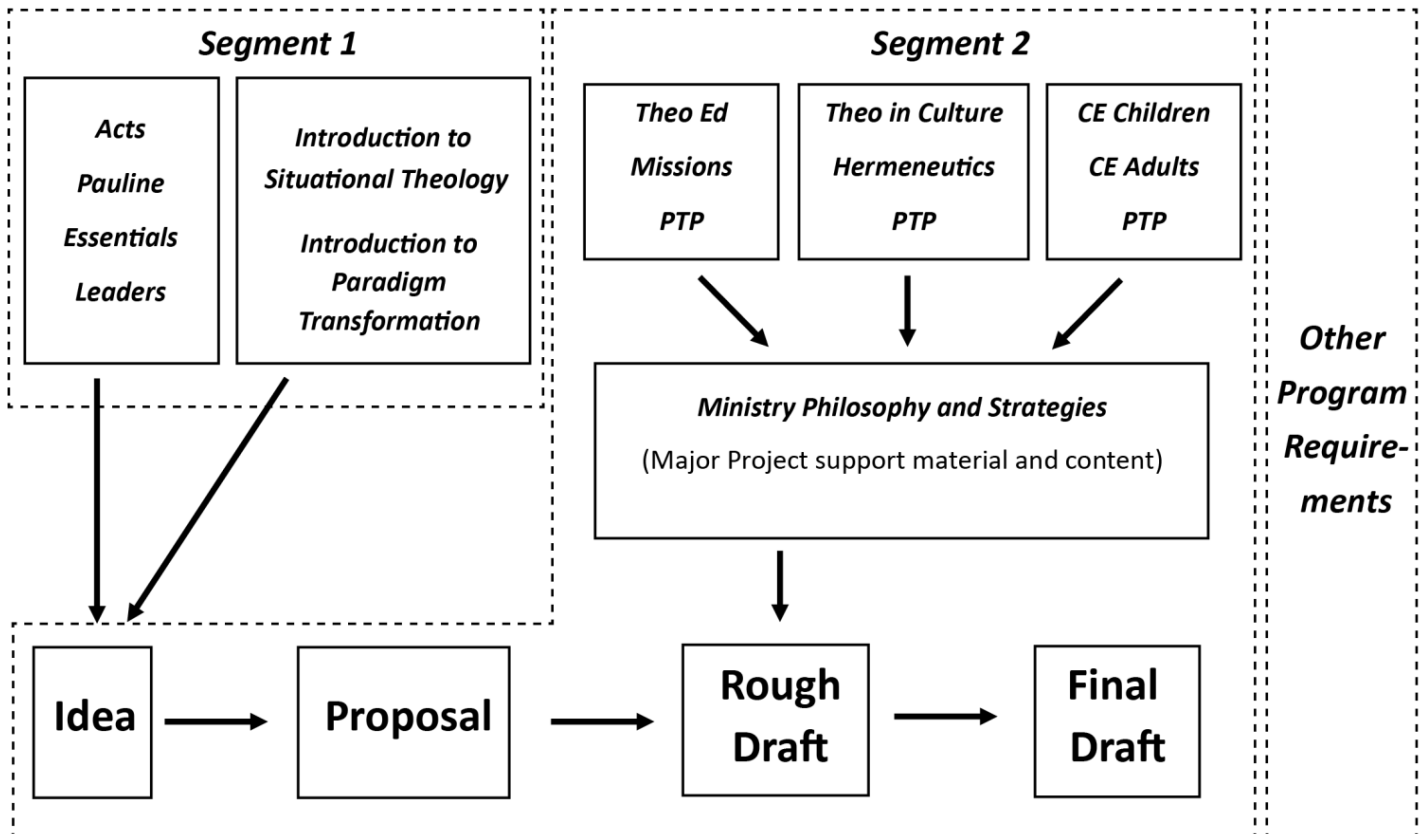 Segment 1
Acts
Pauline
Essentials
Leaders
Introduction to
Situational Theology
Introduction to
Paradigm
Transformation
Segment 2
Theo Ed
Missions
PTP
Theo in Culture
Hermeneutics
PTP
CE Children
CE Adults
PTP
Ministry Philosophy and Strategies
(Major Project support material and content)
Other
Program
Require-
ments
Idea
Proposal
Rough
Draft
Final
Draft